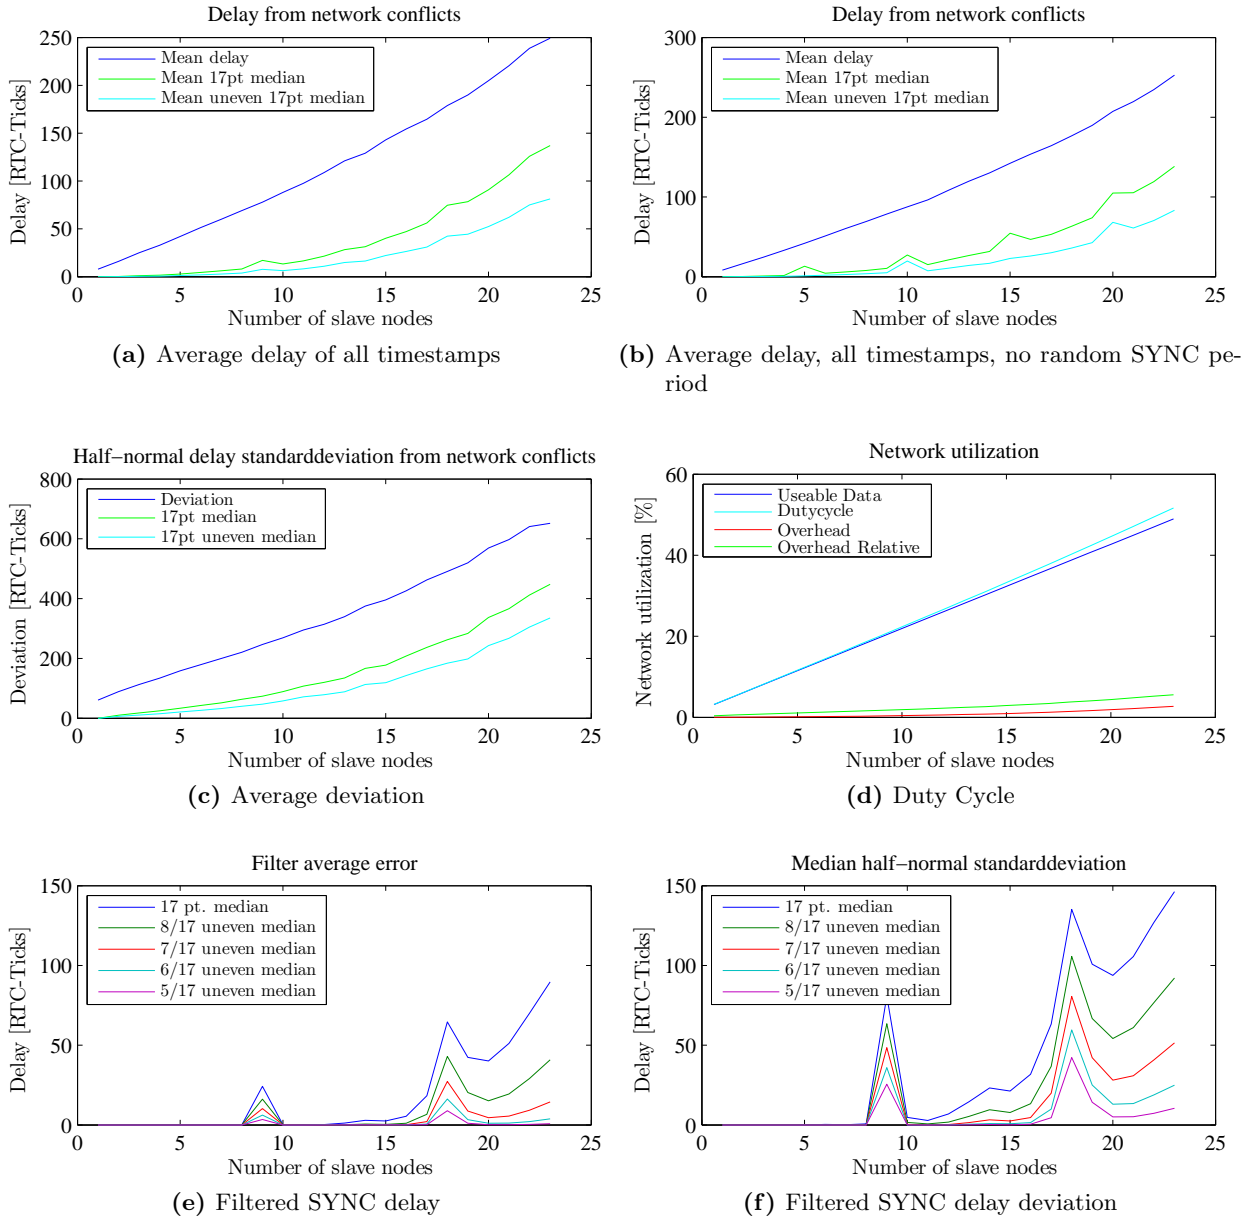 Delay from network conflicts
Delay [RTC-Ticks]
250
200
150
100
50
0
Mean delay
Mean 17pt median
Mean uneven 17pt median
0 5 10 15 20 25
Number of slave nodes
(a) Average delay of all timestamps
Delay from network conflicts
Delay [RTC-Ticks]
300
200
100
0
Mean delay
Mean 17pt median
Mean uneven 17pt median
0 5 10 15 20 25
Number of slave nodes
(b) Average delay, all timestamps, no random SYNC pe-
riod
Half-normal delay standarddeviation from network conflicts
Deviation [RTC-Ticks]
800
600
400
200
0
Deviation
17pt median
17pt uneven median
0 5 10 15 20 25
Number of slave nodes
(c) Average deviation
Network utilization
Network utilization [%]
60
40
20
0
Useable Data
Dutycycle
Overhead
Overhead Relative
0 5 10 15 20 25
Number of slave nodes
(d) Duty Cycle
Filter average error
Delay [RTC-Ticks]
150
100
50
0
17 pt. median
8/17 uneven median
7/17 uneven median
6/17 uneven median
5/17 uneven median
0 5 10 15 20 25
Number of slave nodes
(e) Filtered SYNC delay
Median half-normal standarddeviation
Delay [RTC-Ticks]
150
100
50
0
17 pt. median
8/17 uneven median
7/17 uneven median
6/17 uneven median
5/17 uneven median
0 5 10 15 20 25
Number of slave nodes
(f) Filtered SYNC delay deviation